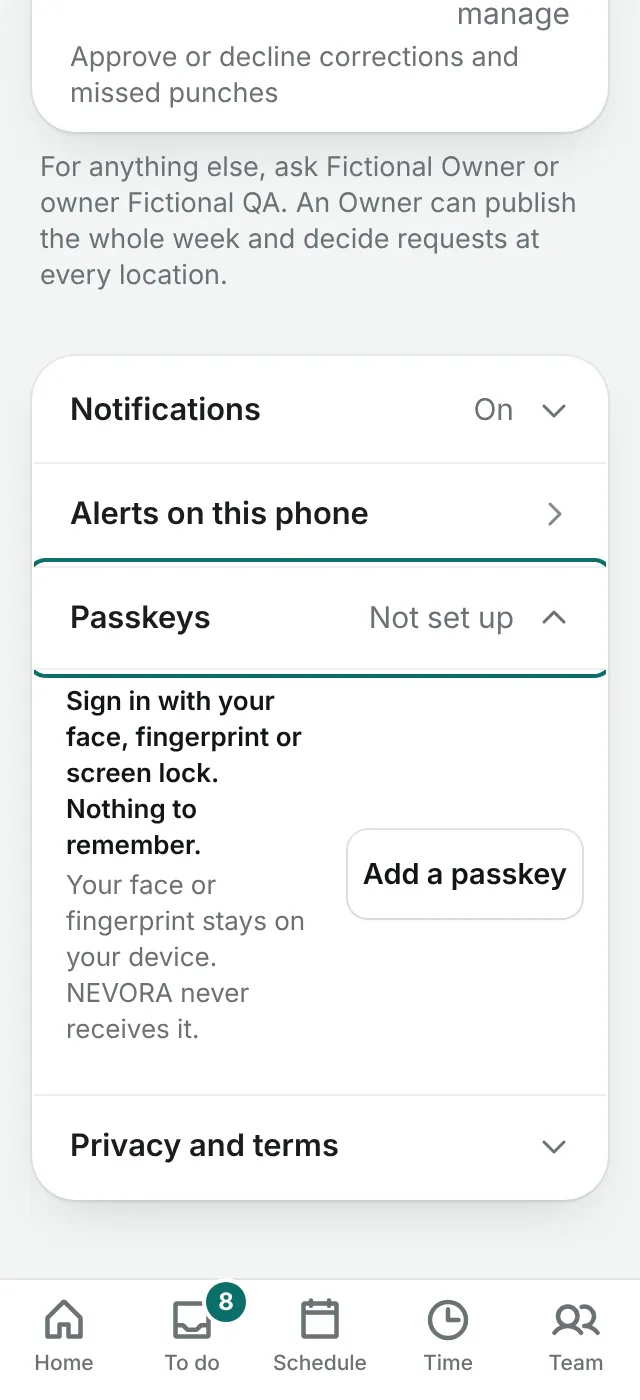 manage
Approve or decline corrections and
missed punches
For anything else, ask Fictional Owner or
owner Fictional QA. An Owner can publish
the whole week and decide requests at
every location.
Notifications On
Alerts on this phone
Passkeys Not set up
Sign in with your
face, fingerprint or
screen lock.
Nothing to
remember.
Your face or
fingerprint stays on
your device.
NEVORA never
receives it.
Add a passkey
Privacy and terms
8
Home To do Schedule Time Team